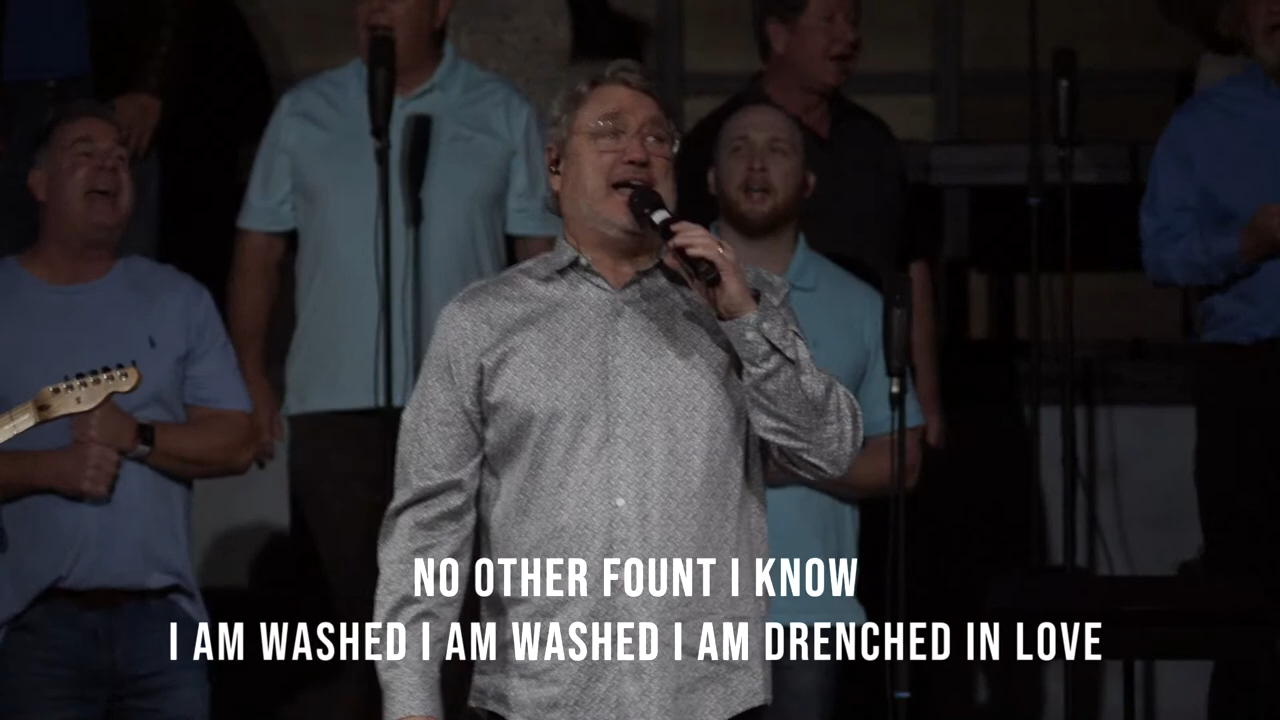 NO OTHER FOUNT I KNOW
I AM WASHED I AM WASHED I AM DRENCHED IN LOVE